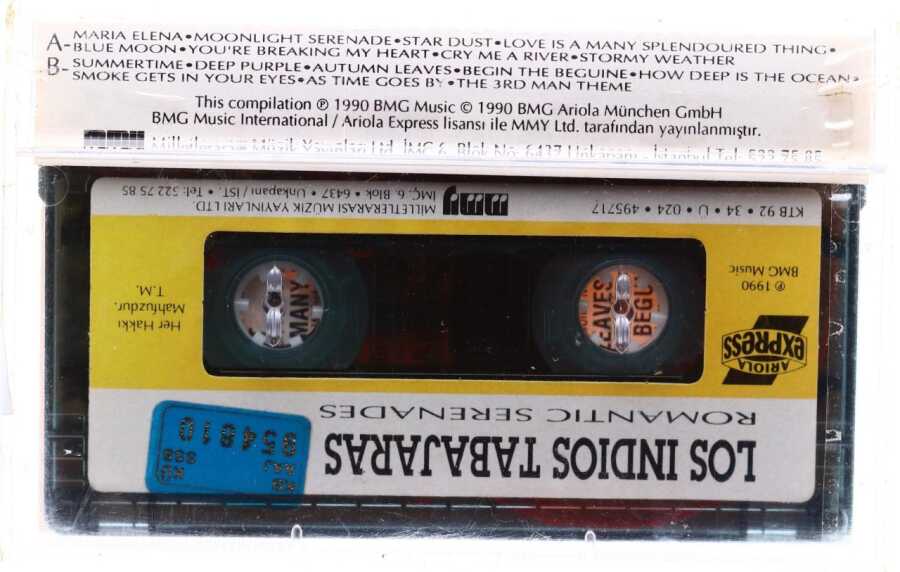 A- MARIA ELENA•MOONLIGHT SERENADE•STAR DUST•LOVE IS A MANY SPLENDOURED THING•
BLUE MOON•YOU'RE BREAKING MY HEART•CRY ME A RIVER•STORMY WEATHER
B- SUMMERTIME•DEEP PURPLE•AUTUMN LEAVES•BEGIN THE BEGUINE•HOW DEEP IS THE OCEAN•
SMOKE GETS IN YOUR EYES•AS TIME GOES BY•THE 3RD MAN THEME
This compilation ℗ 1990 BMG Music © 1990 BMG Ariola München GmbH
BMG Music International / Ariola Express lisansı ile MMY Ltd. tarafından yayınlanmıştır.
LOS INDIOS TABAJARAS
ROMANTIC SERENADES
ARIOLA
express
℗ 1990
BMG Music
Her Hakkı
Mahfuzdur.
T.M.
MANY
LEAVES
BEGU
KTB 92 • 34 • U • 024 • 495717
mmy
MİLLETLERARASI MÜZİK YAYINLARI LTD.
İMÇ. 6. Blok • 6437 • Unkapanı / İST. • Tel: 522 75 85